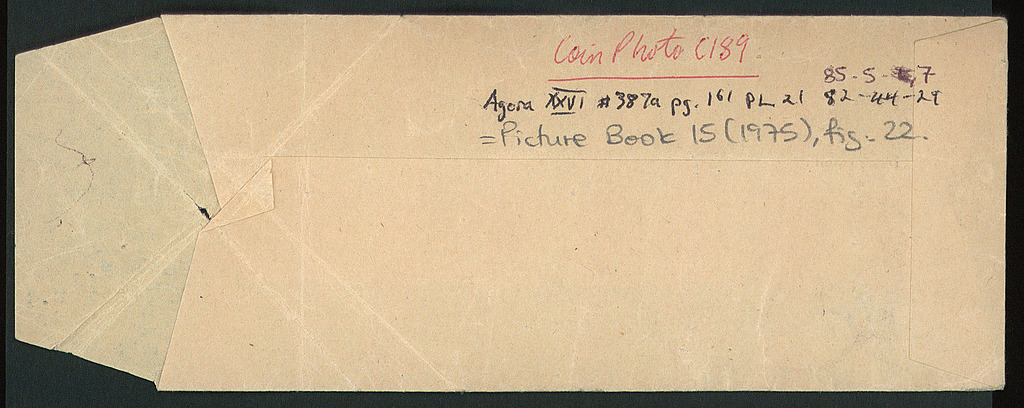 Coin Photo C189.
85-5-7
Agora XXVI #387a pg. 161 PL 21 82-44-29
=Picture Book 15 (1975), fig. 22.